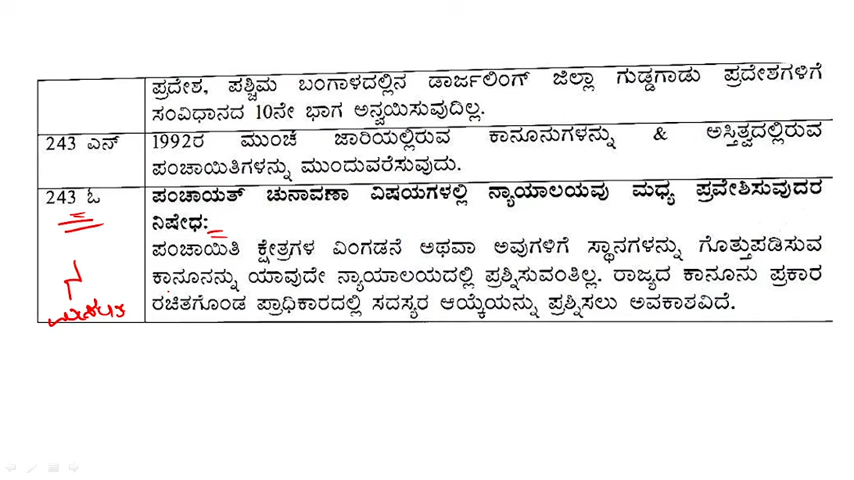 ಪ್ರದೇಶ, ಪಶ್ಚಿಮ ಬಂಗಾಳದಲ್ಲಿನ ಡಾರ್ಜಲಿಂಗ್ ಜಿಲ್ಲಾ ಗುಡ್ಡಗಾಡು ಪ್ರದೇಶಗಳಿಗೆ
ಸಂವಿಧಾನದ 10ನೇ ಭಾಗ ಅನ್ವಯಿಸುವುದಿಲ್ಲ.
243 ಎನ್ 1992ರ ಮುಂಚೆ ಜಾರಿಯಲ್ಲಿರುವ ಕಾನೂನುಗಳನ್ನು & ಅಸ್ತಿತ್ವದಲ್ಲಿರುವ
ಪಂಚಾಯಿತಿಗಳನ್ನು ಮುಂದುವರೆಸುವುದು.
243 ಓ ಪಂಚಾಯತ್ ಚುನಾವಣಾ ವಿಷಯಗಳಲ್ಲಿ ನ್ಯಾಯಾಲಯವು ಮಧ್ಯ ಪ್ರವೇಶಿಸುವುದರ
ನಿಷೇಧ:
ಪಂಚಾಯಿತಿ ಕ್ಷೇತ್ರಗಳ ವಿಂಗಡನೆ ಅಥವಾ ಅವುಗಳಿಗೆ ಸ್ಥಾನಗಳನ್ನು ಗೊತ್ತುಪಡಿಸುವ
ಕಾನೂನನ್ನು ಯಾವುದೇ ನ್ಯಾಯಾಲಯದಲ್ಲಿ ಪ್ರಶ್ನಿಸುವಂತಿಲ್ಲ. ರಾಜ್ಯದ ಕಾನೂನು ಪ್ರಕಾರ
ರಚಿತಗೊಂಡ ಪ್ರಾಧಿಕಾರದಲ್ಲಿ ಸದಸ್ಯರ ಆಯ್ಕೆಯನ್ನು ಪ್ರಶ್ನಿಸಲು ಅವಕಾಶವಿದೆ.